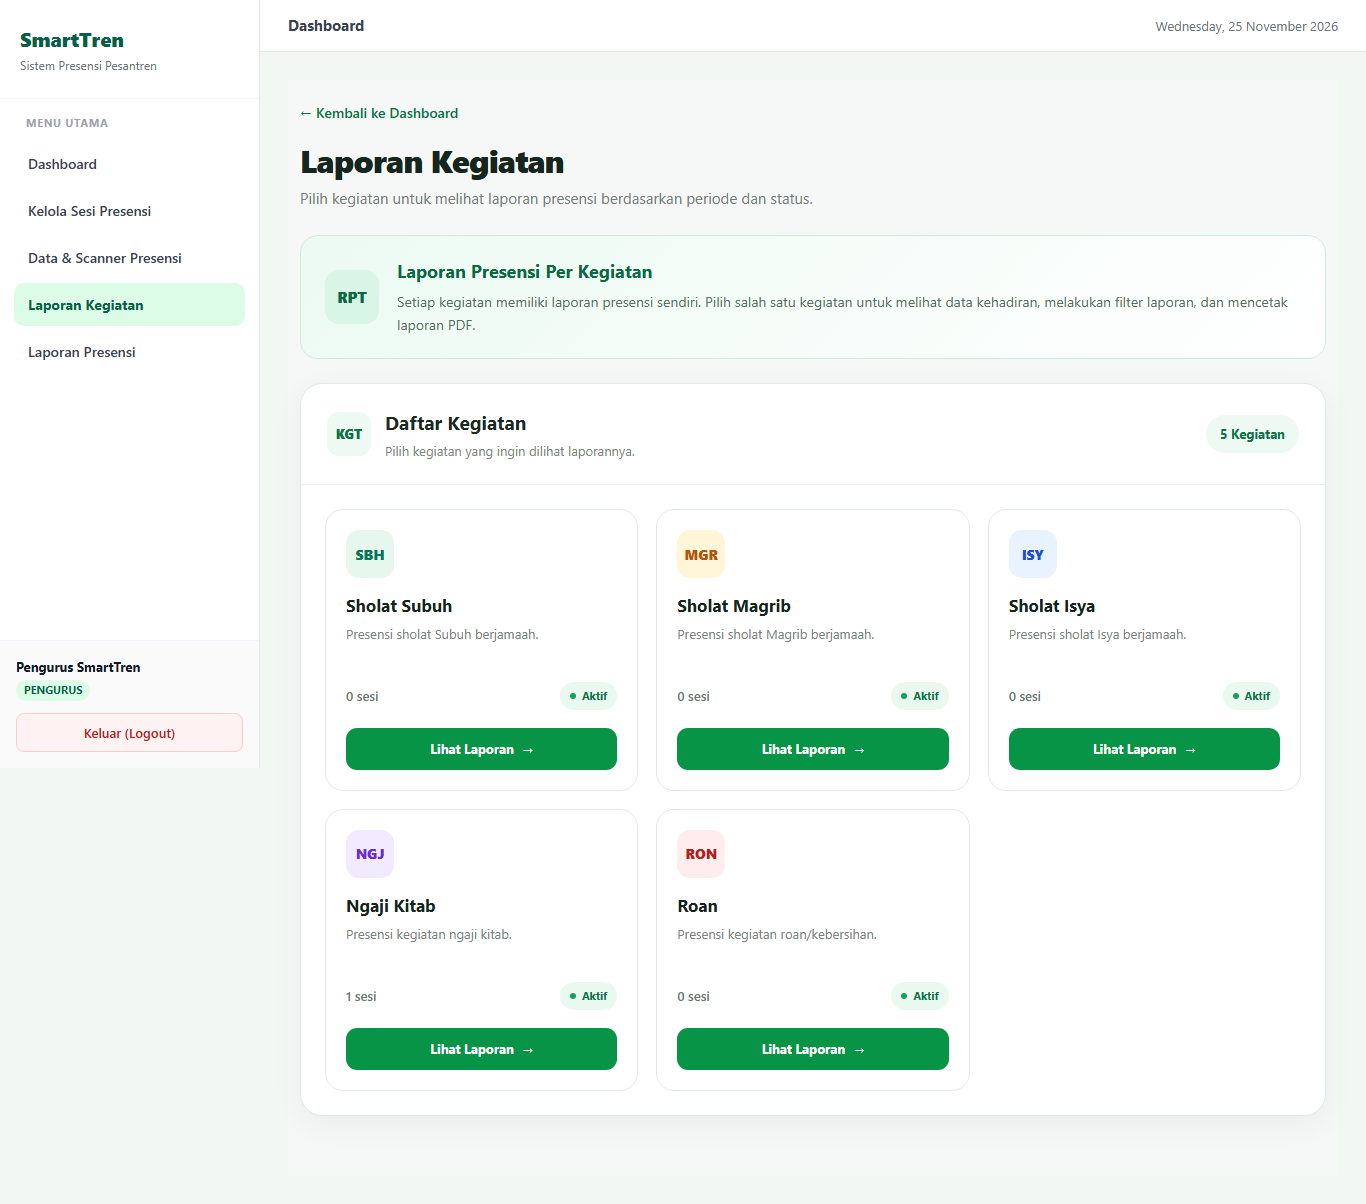 SmartTren
Sistem Presensi Pesantren
MENU UTAMA
Dashboard
Kelola Sesi Presensi
Data & Scanner Presensi
Laporan Kegiatan
Laporan Presensi
Pengurus SmartTren
PENGURUS
Keluar (Logout)
Dashboard
Wednesday, 25 November 2026
← Kembali ke Dashboard
Laporan Kegiatan
Pilih kegiatan untuk melihat laporan presensi berdasarkan periode dan status.
RPT
Laporan Presensi Per Kegiatan
Setiap kegiatan memiliki laporan presensi sendiri. Pilih salah satu kegiatan untuk melihat data kehadiran, melakukan filter laporan, dan mencetak
laporan PDF.
KGT
Daftar Kegiatan
Pilih kegiatan yang ingin dilihat laporannya.
5 Kegiatan
SBH
Sholat Subuh
Presensi sholat Subuh berjamaah.
0 sesi
Aktif
Lihat Laporan →
MGR
Sholat Magrib
Presensi sholat Magrib berjamaah.
0 sesi
Aktif
Lihat Laporan →
ISY
Sholat Isya
Presensi sholat Isya berjamaah.
0 sesi
Aktif
Lihat Laporan →
NGJ
Ngaji Kitab
Presensi kegiatan ngaji kitab.
1 sesi
Aktif
Lihat Laporan →
RON
Roan
Presensi kegiatan roan/kebersihan.
0 sesi
Aktif
Lihat Laporan →